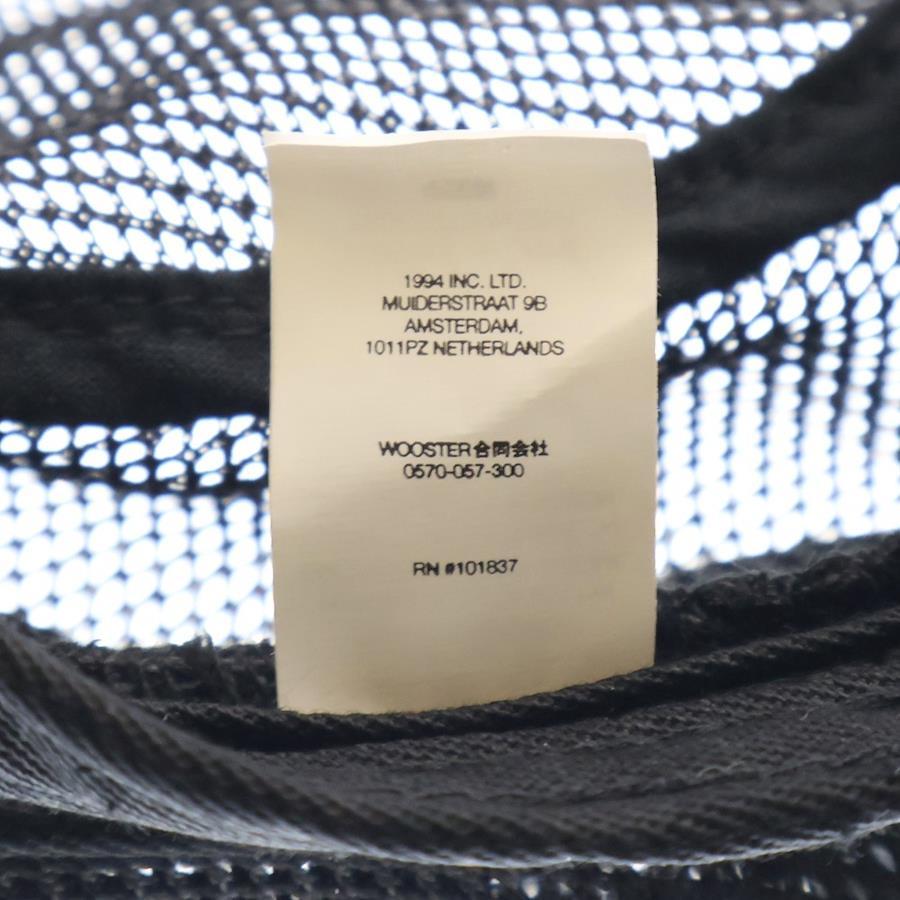 1994 INC. LTD.
MUIDERSTRAAT 9B
AMSTERDAM,
1011PZ NETHERLANDS
WOOSTER合同会社
0570-057-300
RN #101837